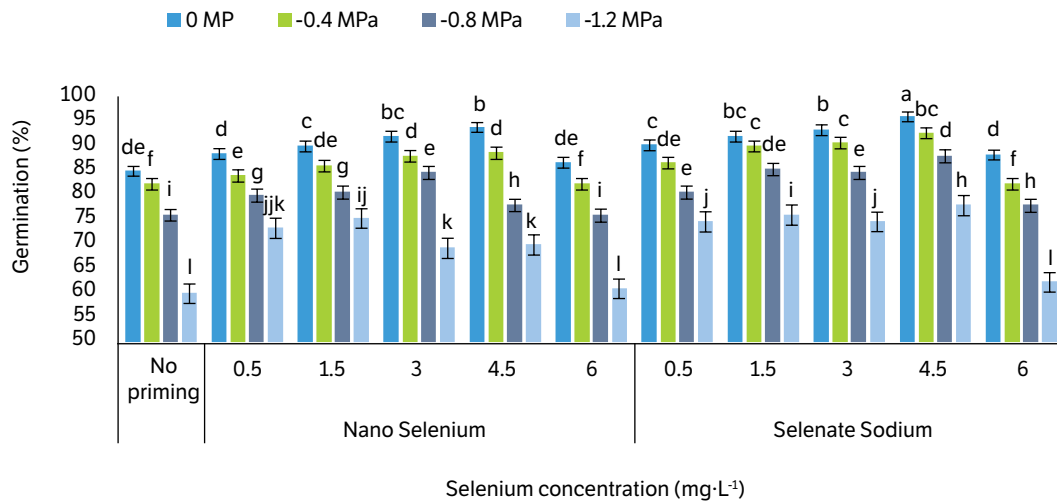 0 MP -0.4 MPa -0.8 MPa -1.2 MPa
Germination (%)
100
95
90
85
80
75
70
65
60
55
50
de f i l
d e g jjk
c de g ij
bc d e k
b d h k
de f i l
c de e j
bc c e i
b c e j
a bc d h
d f h l
No priming
0.5 1.5 3 4.5 6 0.5 1.5 3 4.5 6
Nano Selenium Selenate Sodium
Selenium concentration (mg·L⁻¹)